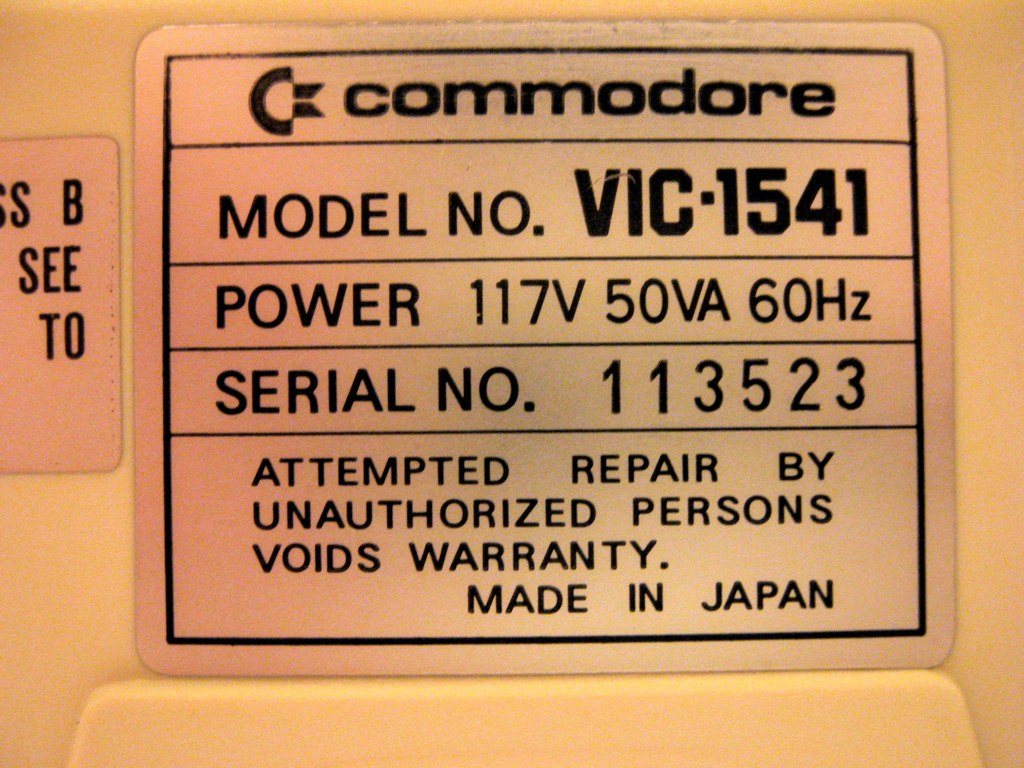 SS B
SEE
TO
commodore
MODEL NO. VIC-1541
POWER 117V 50VA 60Hz
SERIAL NO. 113523
ATTEMPTED REPAIR BY
UNAUTHORIZED PERSONS
VOIDS WARRANTY.
MADE IN JAPAN